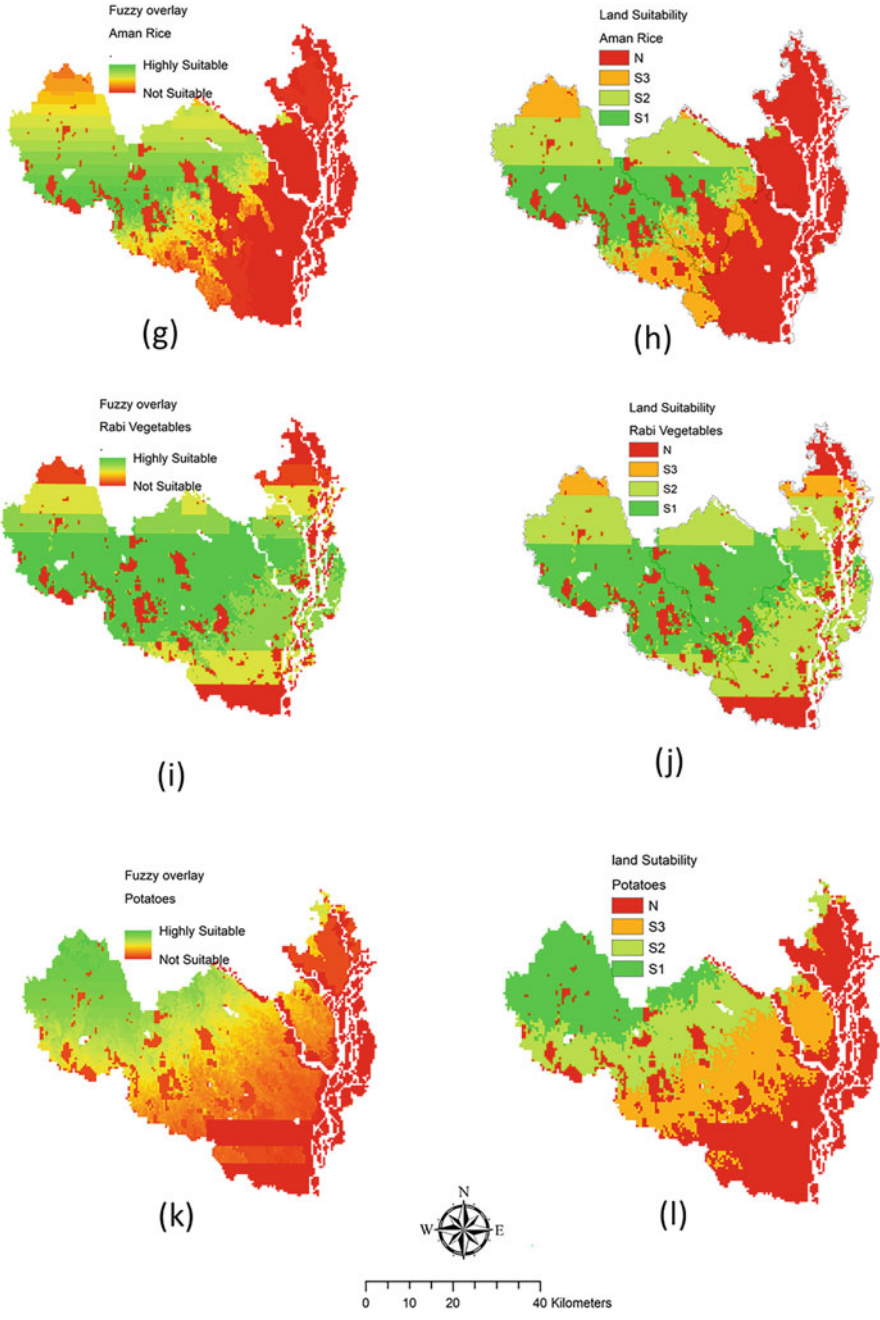 Fuzzy overlay
Aman Rice
Highly Suitable
Not Suitable
(g)
Land Suitability
Aman Rice
N
S3
S2
S1
(h)
Fuzzy overlay
Rabi Vegetables
Highly Suitable
Not Suitable
(i)
Land Suitability
Rabi Vegetables
N
S3
S2
S1
(j)
Fuzzy overlay
Potatoes
Highly Suitable
Not Suitable
(k)
land Sutability
Potatoes
N
S3
S2
S1
(l)
N
W E
S
0 10 20 40 Kilometers